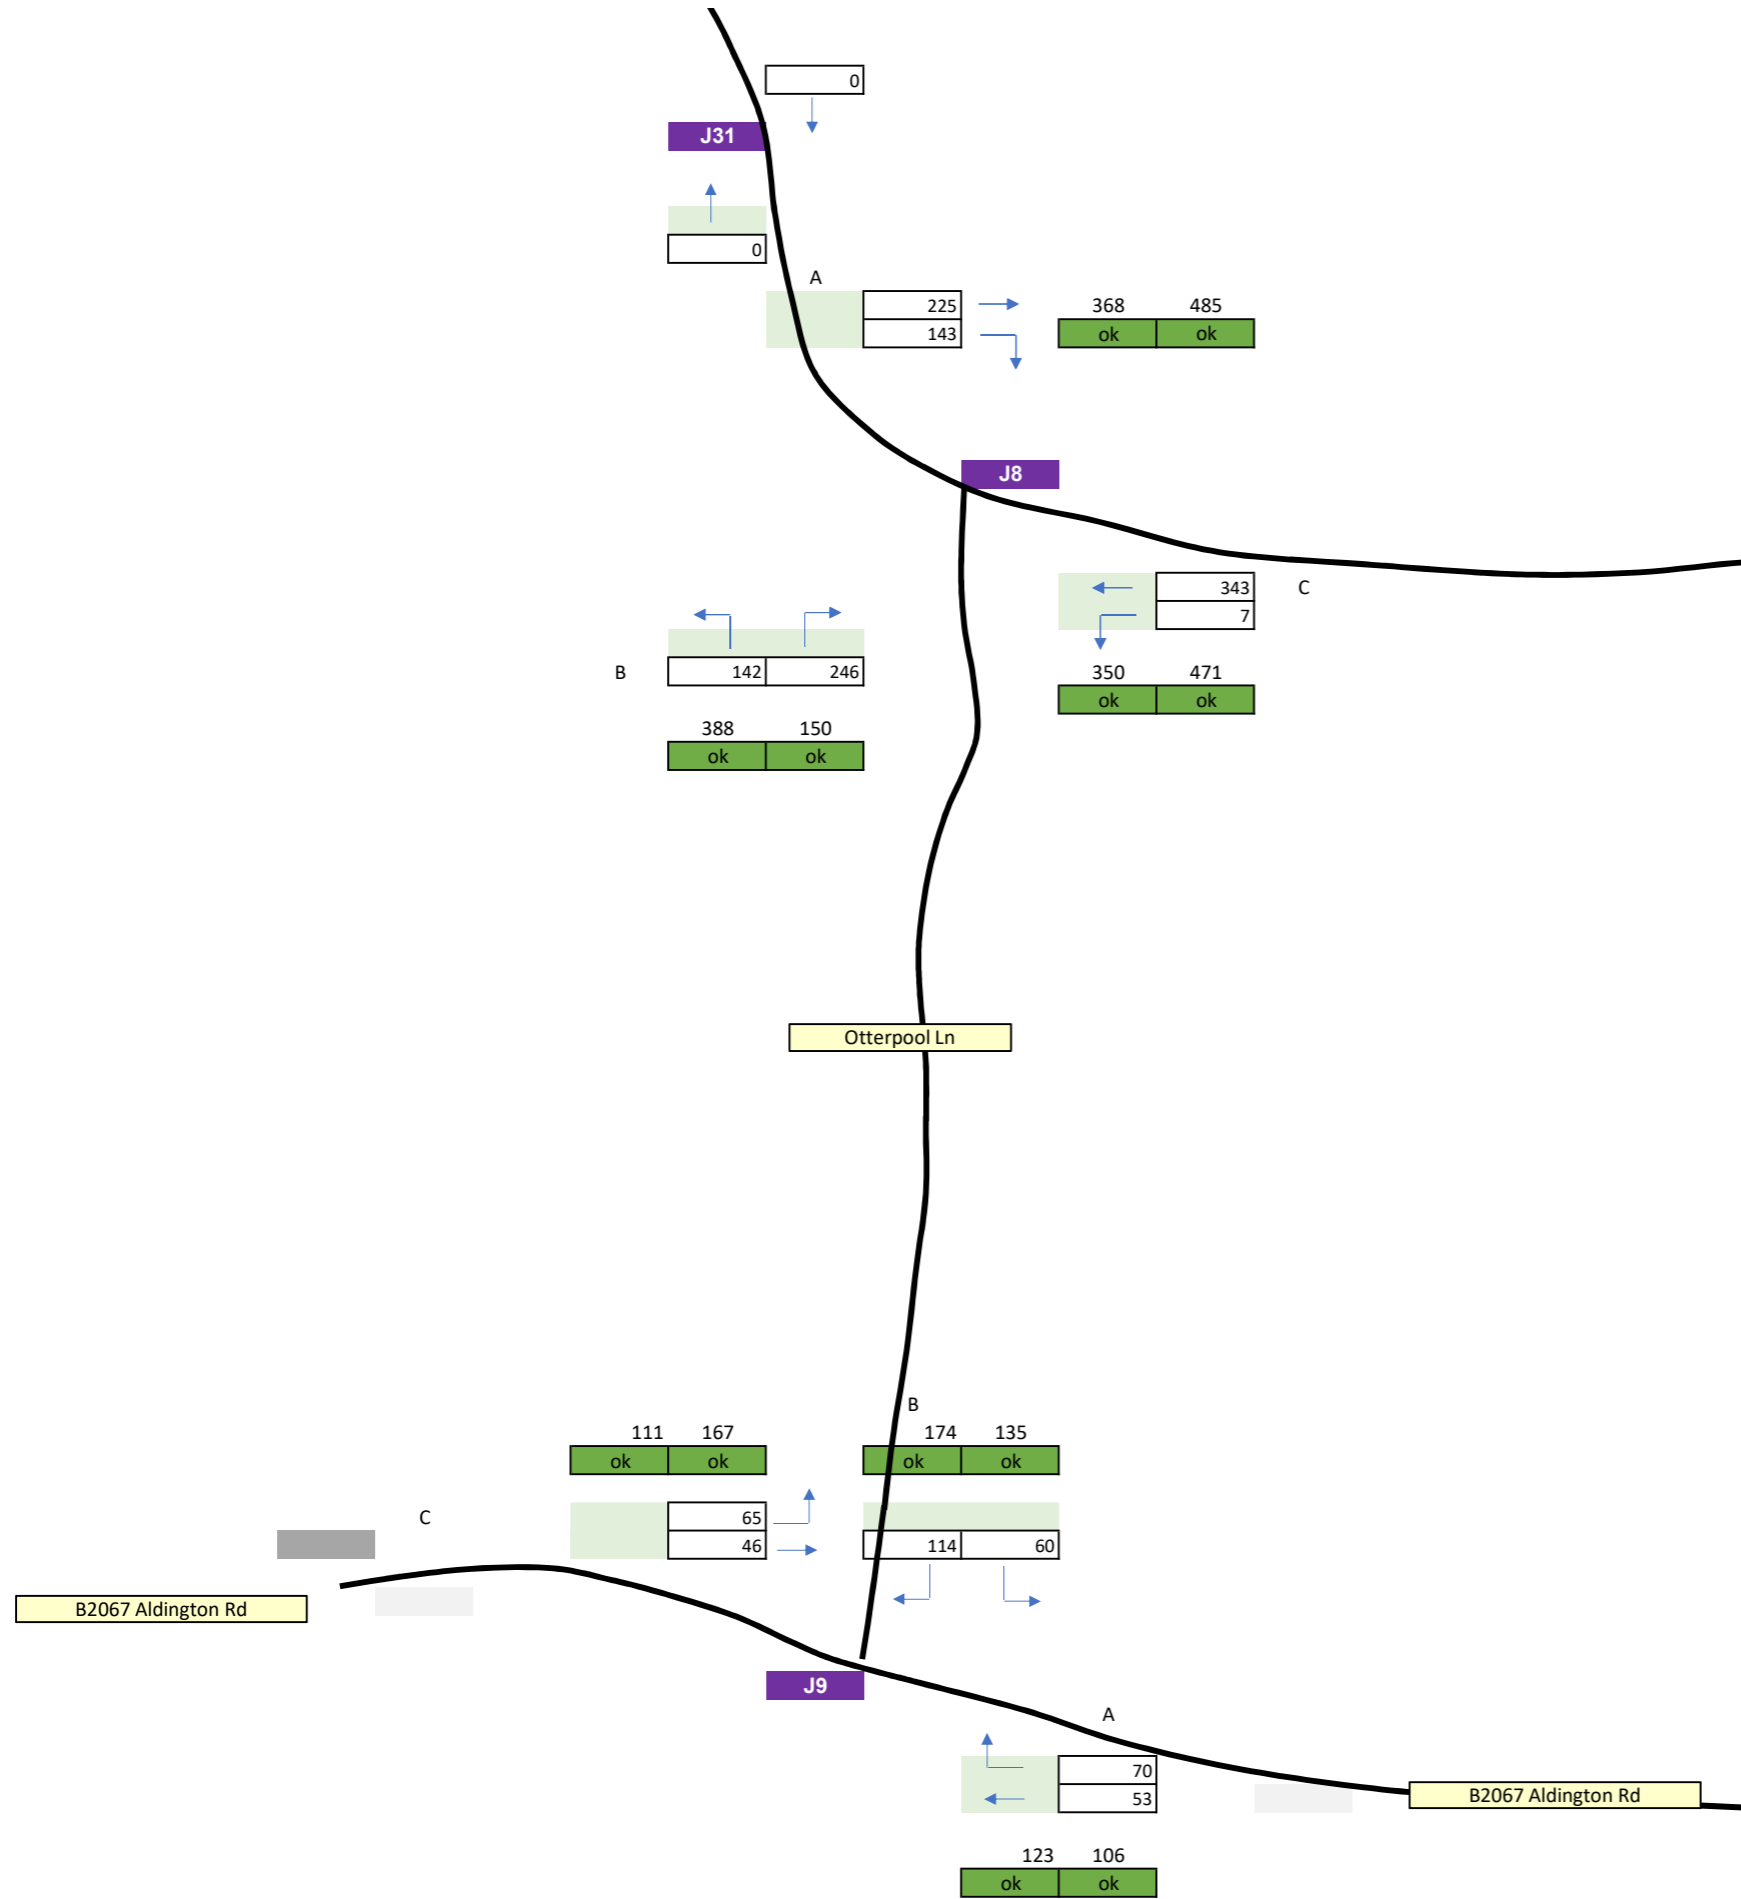 0
J31
0
A
225
143
368 485
ok ok
J8
343 C
7
B 142 246
350 471
ok ok
388 150
ok ok
Otterpool Ln
B
111 167 174 135
ok ok ok ok
C 65
46 114 60
B2067 Aldington Rd
J9
A
70
53
B2067 Aldington Rd
123 106
ok ok